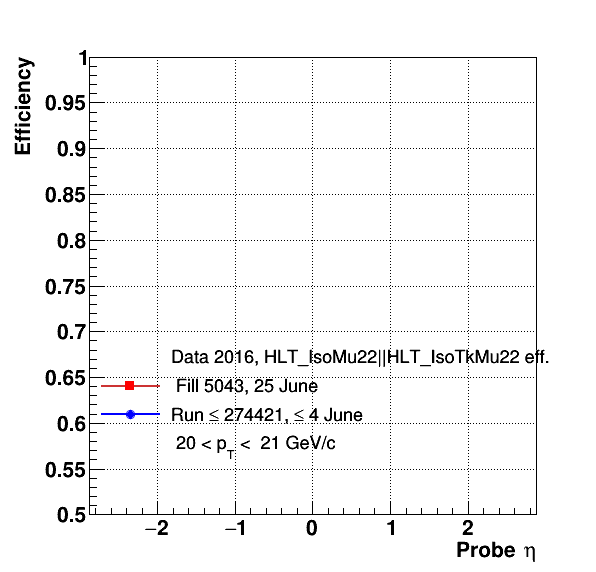 Efficiency
1
0.95
0.9
0.85
0.8
0.75
0.7
0.65
0.6
0.55
0.5
Data 2016, HLT_IsoMu22||HLT_IsoTkMu22 eff.
Fill 5043, 25 June
Run ≤ 274421, ≤ 4 June
20 < p_T < 21 GeV/c
−2 −1 0 1 2
Probe η